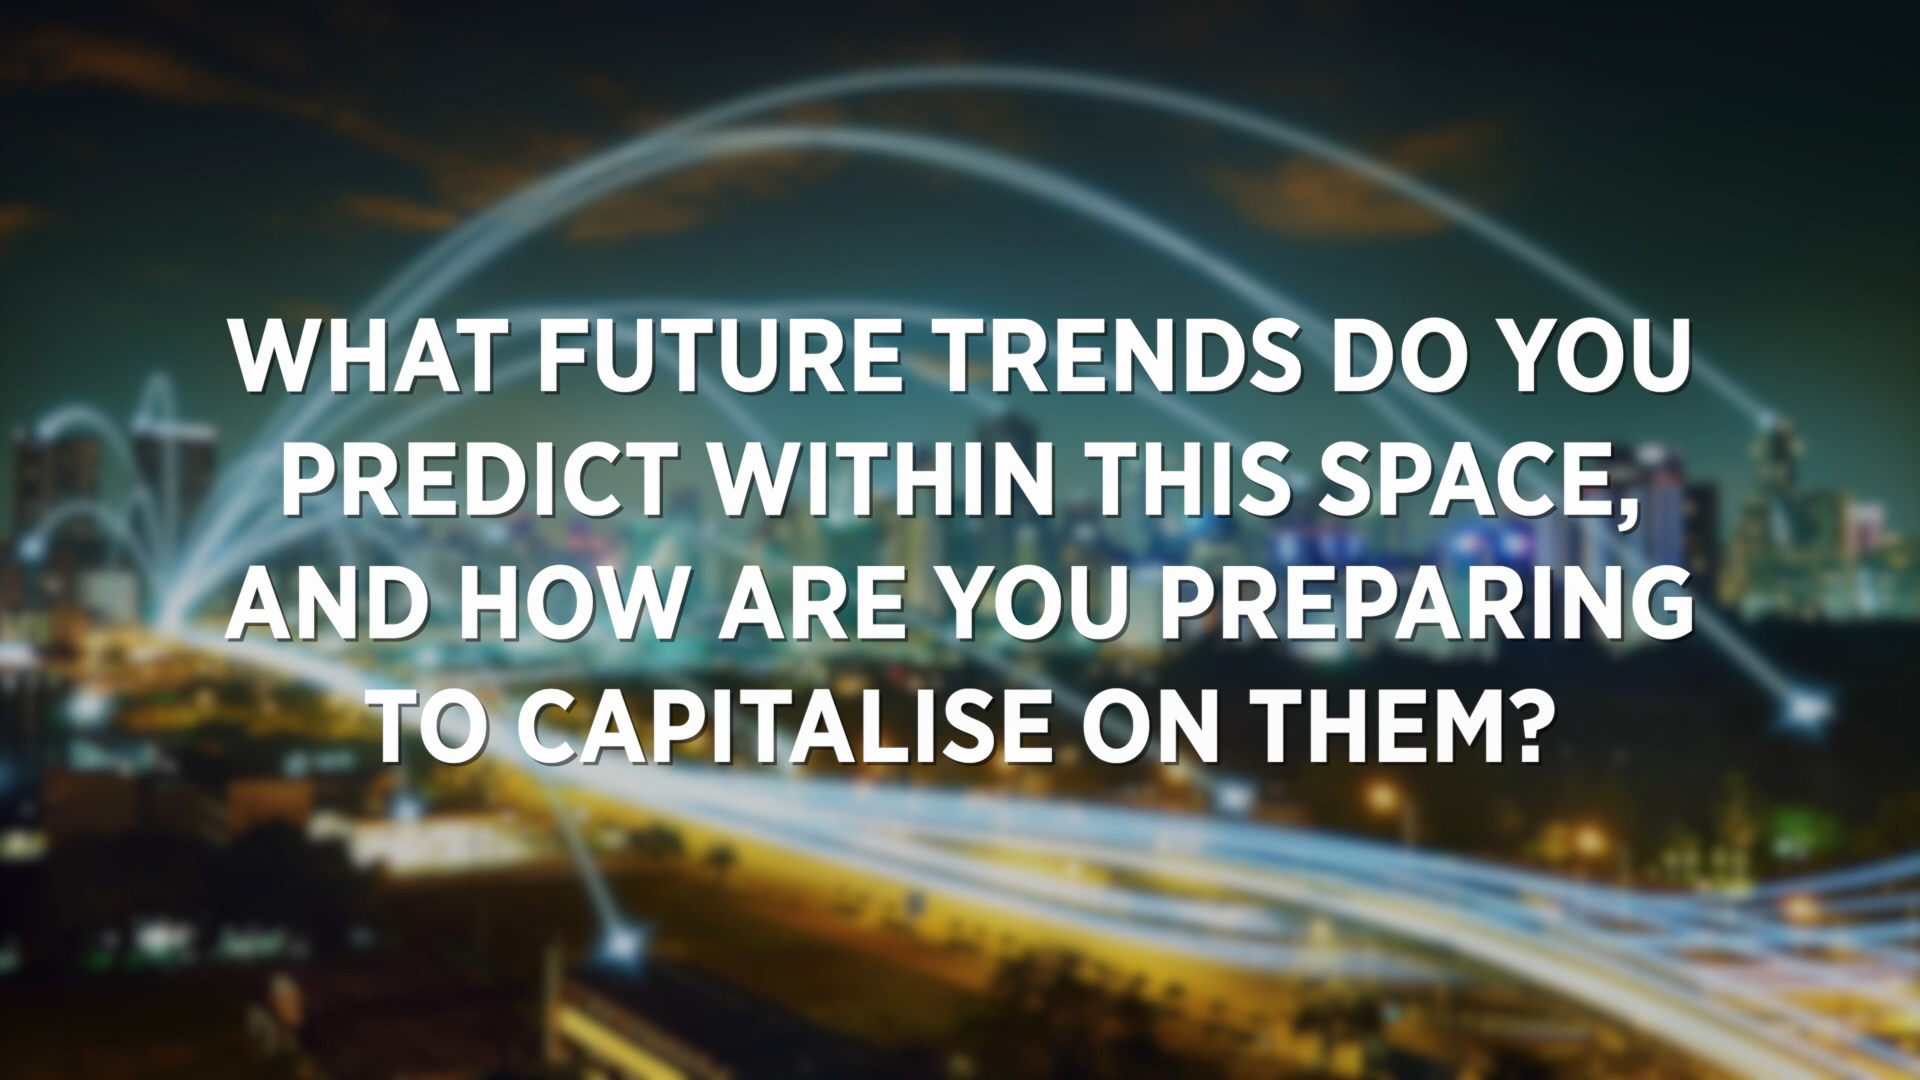 WHAT FUTURE TRENDS DO YOU
PREDICT WITHIN THIS SPACE,
AND HOW ARE YOU PREPARING
TO CAPITALISE ON THEM?